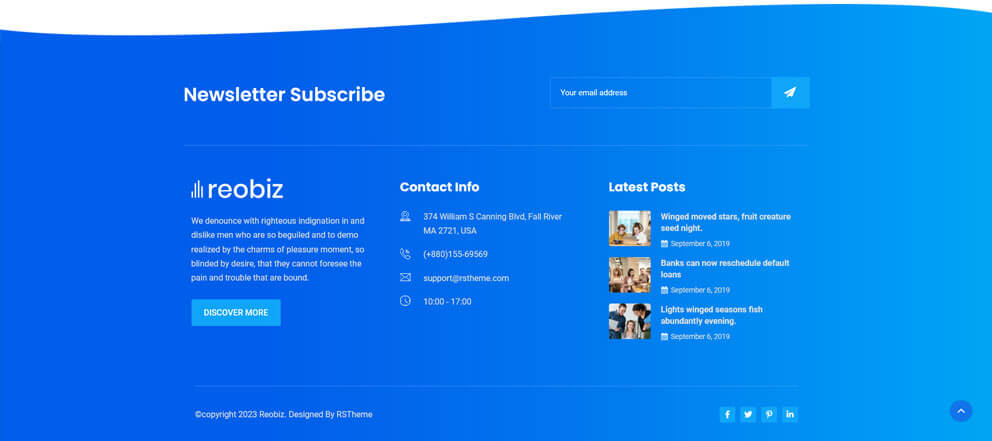 Newsletter Subscribe
Your email address
reobiz
We denounce with righteous indignation in and
dislike men who are so beguiled and to demo
realized by the charms of pleasure moment, so
blinded by desire, that they cannot foresee the
pain and trouble that are bound.
DISCOVER MORE
Contact Info
374 William S Canning Blvd, Fall River
MA 2721, USA
(+880)155-69569
support@rstheme.com
10:00 - 17:00
Latest Posts
Winged moved stars, fruit creature
seed night.
September 6, 2019
Banks can now reschedule default
loans
September 6, 2019
Lights winged seasons fish
abundantly evening.
September 6, 2019
©copyright 2023 Reobiz. Designed By RSTheme